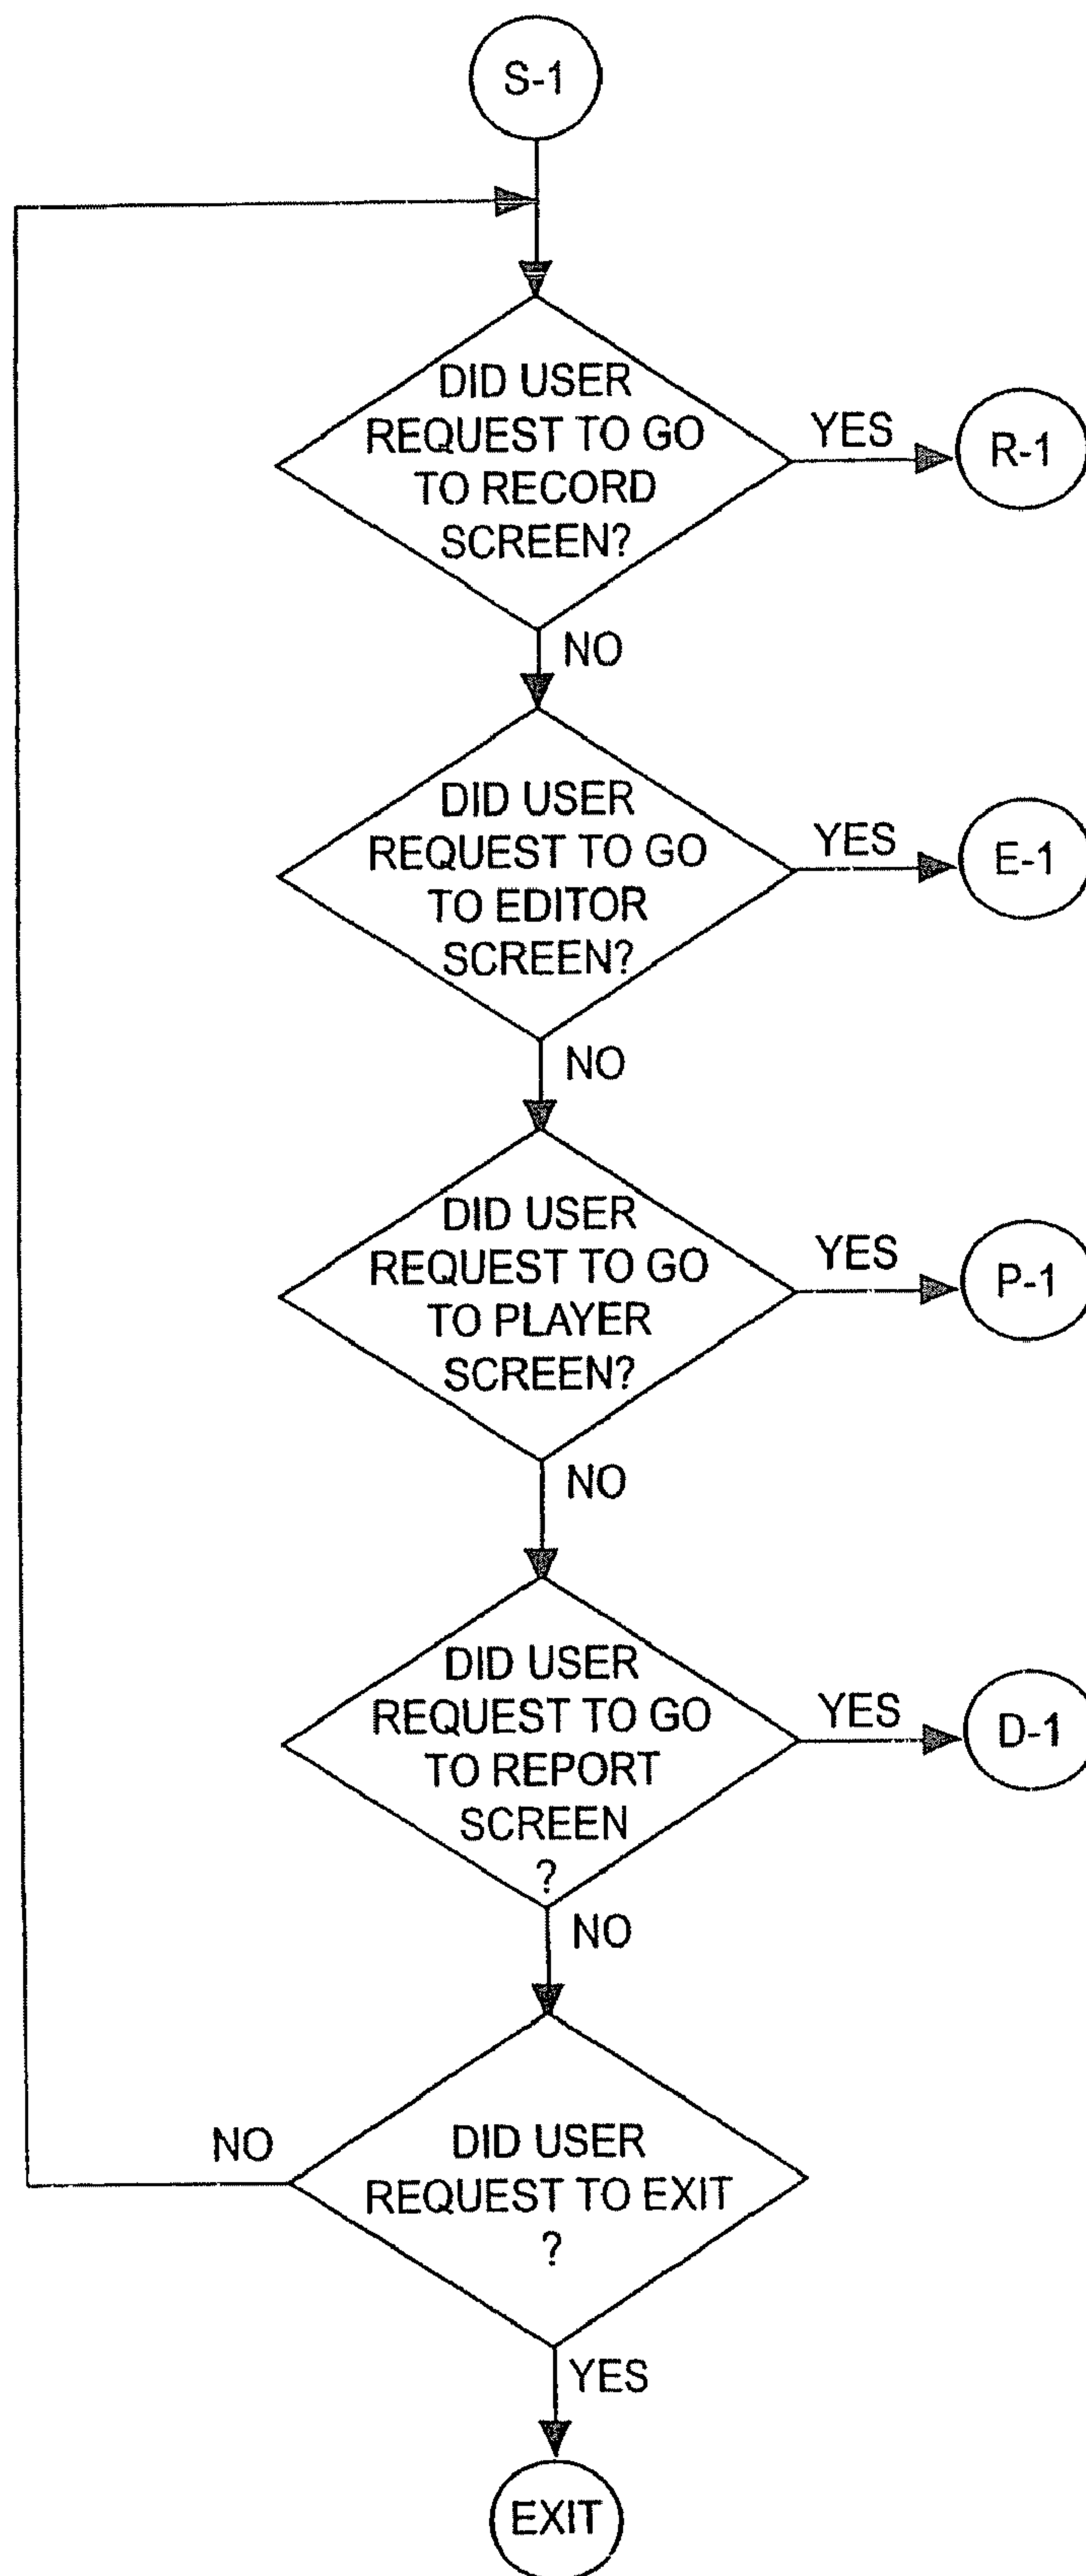 S-1
DID USER
REQUEST TO GO
TO RECORD
SCREEN?
YES
R-1
NO
DID USER
REQUEST TO GO
TO EDITOR
SCREEN?
YES
E-1
NO
DID USER
REQUEST TO GO
TO PLAYER
SCREEN?
YES
P-1
NO
DID USER
REQUEST TO GO
TO REPORT
SCREEN
?
YES
D-1
NO
DID USER
REQUEST TO EXIT
?
NO
YES
EXIT